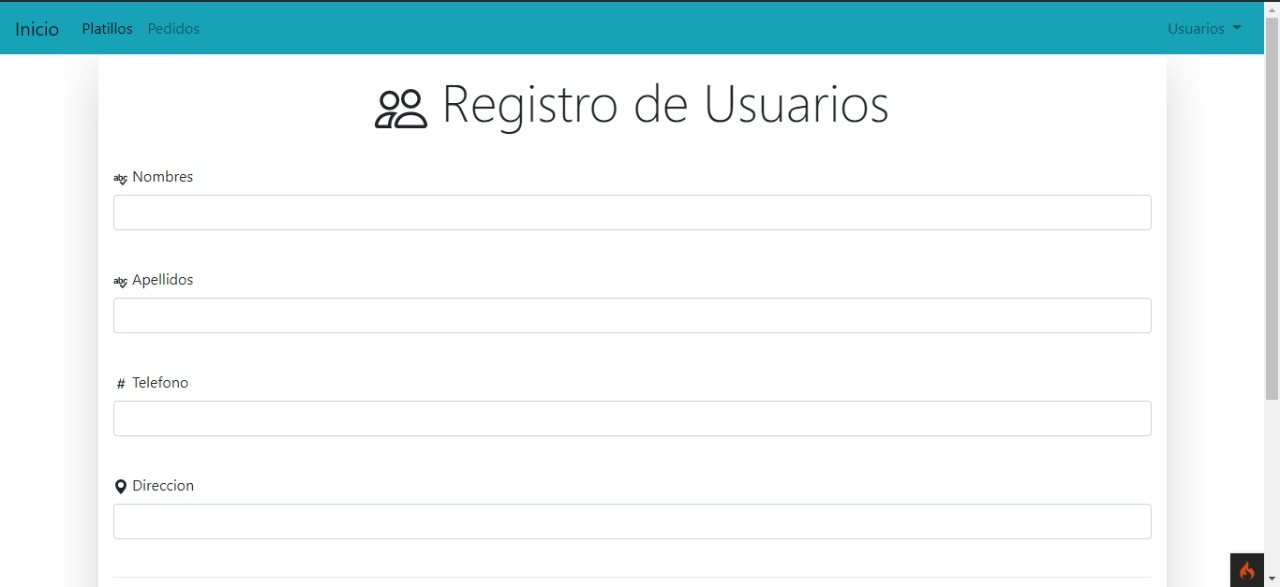 Inicio Platillos Pedidos Usuarios
Registro de Usuarios
abc Nombres
abc Apellidos
# Telefono
Direccion